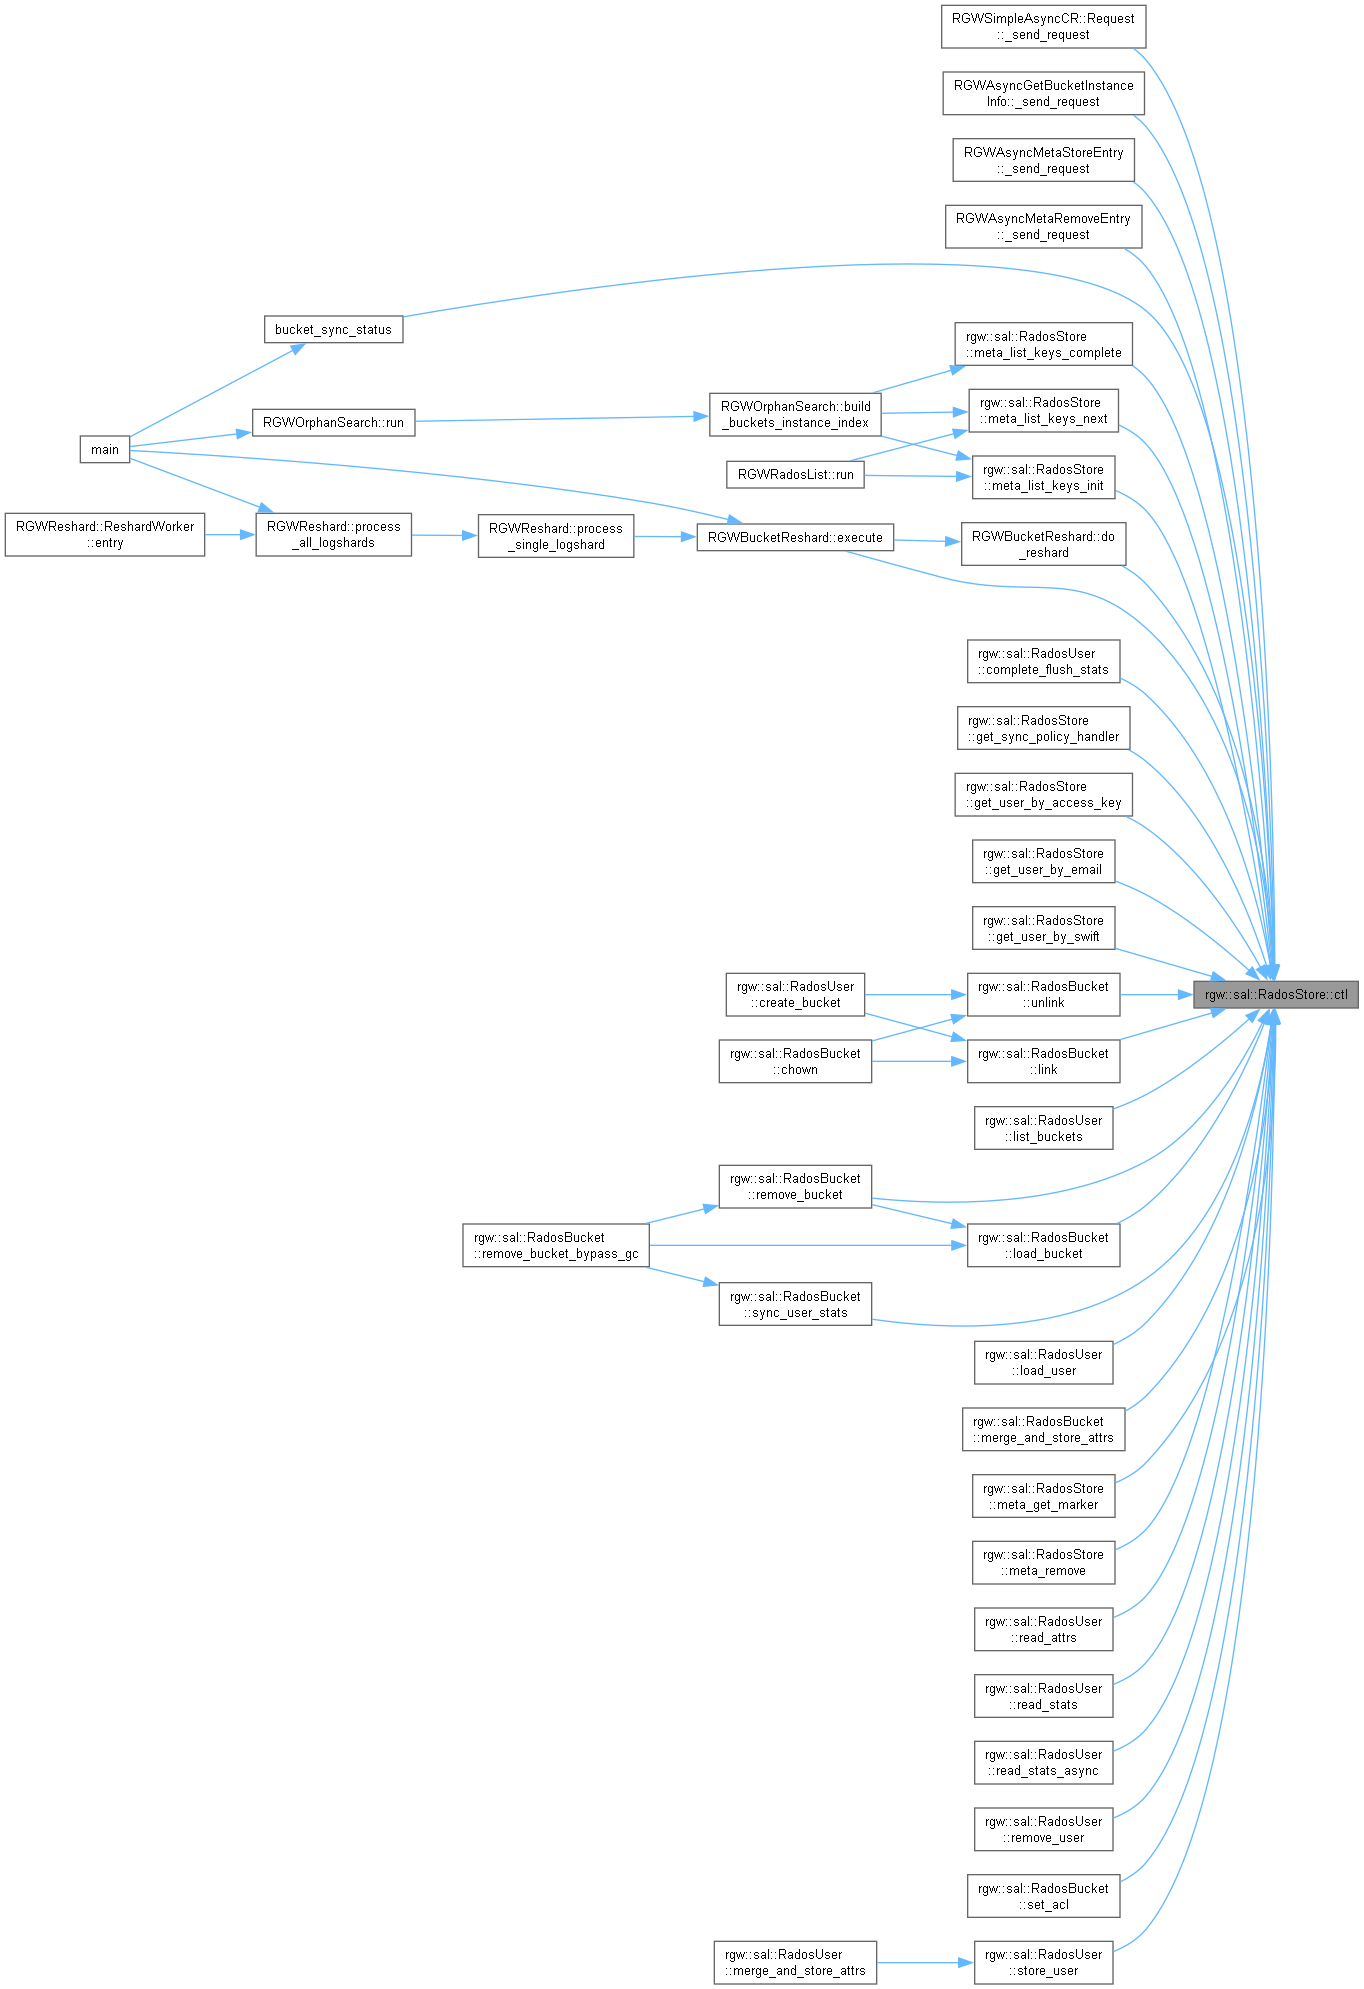 RGWSimpleAsyncCR::Request
::_send_request
RGWAsyncGetBucketInstance
Info::_send_request
RGWAsyncMetaStoreEntry
::_send_request
RGWAsyncMetaRemoveEntry
::_send_request
bucket_sync_status
rgw::sal::RadosStore
::meta_list_keys_complete
RGWOrphanSearch::run
RGWOrphanSearch::build
_buckets_instance_index
rgw::sal::RadosStore
::meta_list_keys_next
main
RGWRadosList::run
rgw::sal::RadosStore
::meta_list_keys_init
RGWReshard::ReshardWorker
::entry
RGWReshard::process
_all_logshards
RGWReshard::process
_single_logshard
RGWBucketReshard::execute
RGWBucketReshard::do
_reshard
rgw::sal::RadosUser
::complete_flush_stats
rgw::sal::RadosStore
::get_sync_policy_handler
rgw::sal::RadosStore
::get_user_by_access_key
rgw::sal::RadosStore
::get_user_by_email
rgw::sal::RadosStore
::get_user_by_swift
rgw::sal::RadosUser
::create_bucket
rgw::sal::RadosBucket
::unlink
rgw::sal::RadosStore::ctl
rgw::sal::RadosBucket
::chown
rgw::sal::RadosBucket
::link
rgw::sal::RadosUser
::list_buckets
rgw::sal::RadosBucket
::remove_bucket
rgw::sal::RadosBucket
::remove_bucket_bypass_gc
rgw::sal::RadosBucket
::load_bucket
rgw::sal::RadosBucket
::sync_user_stats
rgw::sal::RadosUser
::load_user
rgw::sal::RadosBucket
::merge_and_store_attrs
rgw::sal::RadosStore
::meta_get_marker
rgw::sal::RadosStore
::meta_remove
rgw::sal::RadosUser
::read_attrs
rgw::sal::RadosUser
::read_stats
rgw::sal::RadosUser
::read_stats_async
rgw::sal::RadosUser
::remove_user
rgw::sal::RadosBucket
::set_acl
rgw::sal::RadosUser
::merge_and_store_attrs
rgw::sal::RadosUser
::store_user